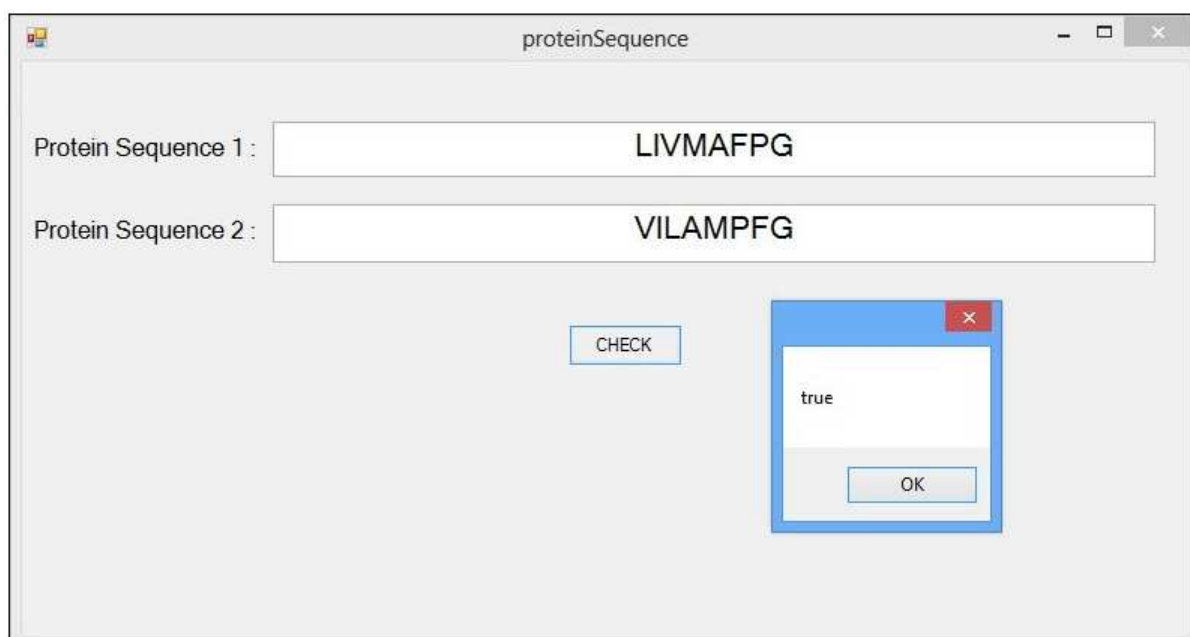 proteinSequence
Protein Sequence 1 : LIVMAFPG
Protein Sequence 2 : VILAMPFG
CHECK
true
OK